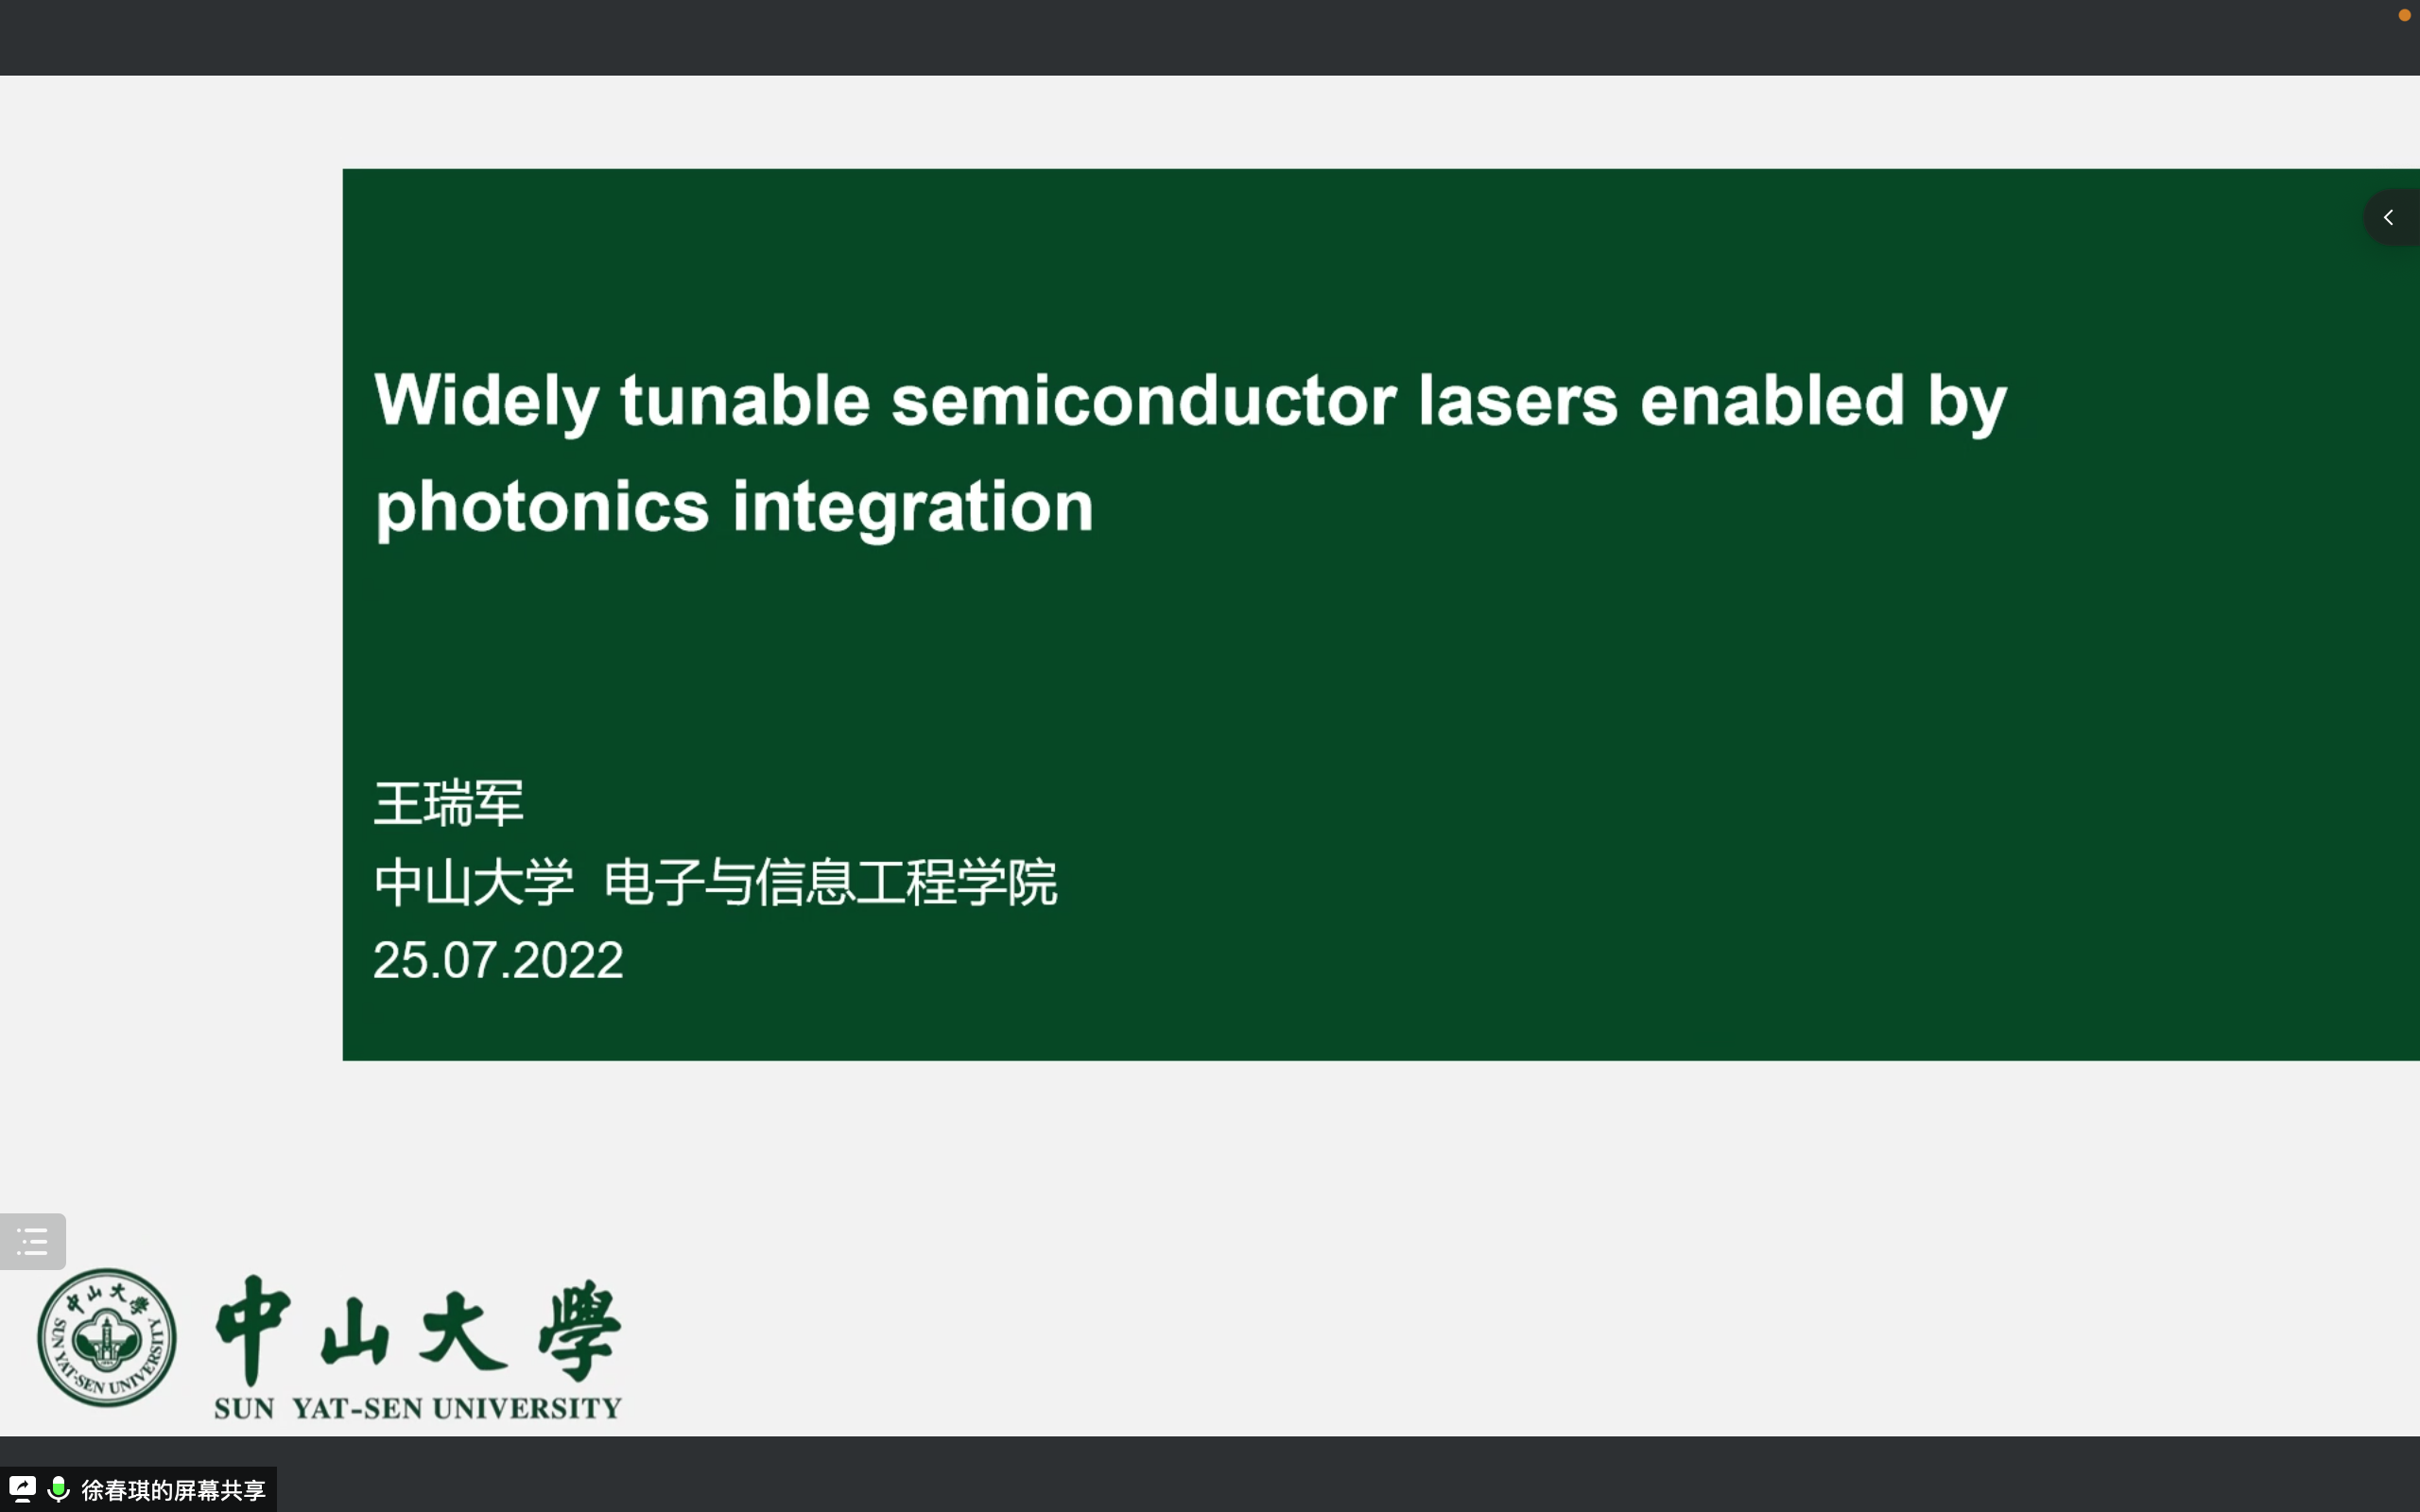 Widely tunable semiconductor lasers enabled by
photonics integration
王瑞军
中山大学 电子与信息工程学院
25.07.2022
中山大學
SUN YAT-SEN UNIVERSITY
中山大學
SUN YAT-SEN UNIVERSITY
徐春琪的屏幕共享